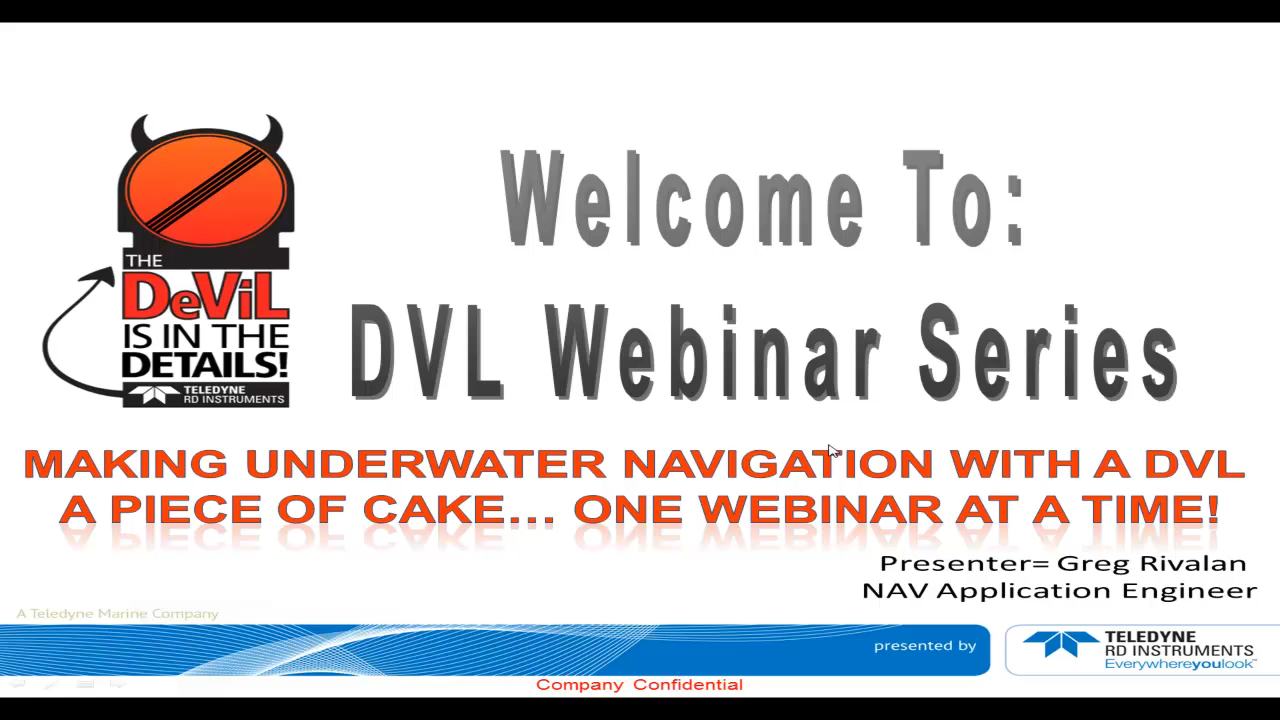 Welcome To:
DVL Webinar Series
THE
DeViL
IS IN THE
DETAILS!
TELEDYNE
RD INSTRUMENTS
MAKING UNDERWATER NAVIGATION WITH A DVL
A PIECE OF CAKE... ONE WEBINAR AT A TIME!
Presenter= Greg Rivalan
NAV Application Engineer
A Teledyne Marine Company
presented by
TELEDYNE
RD INSTRUMENTS
Everywhereyoulook™
Company Confidential